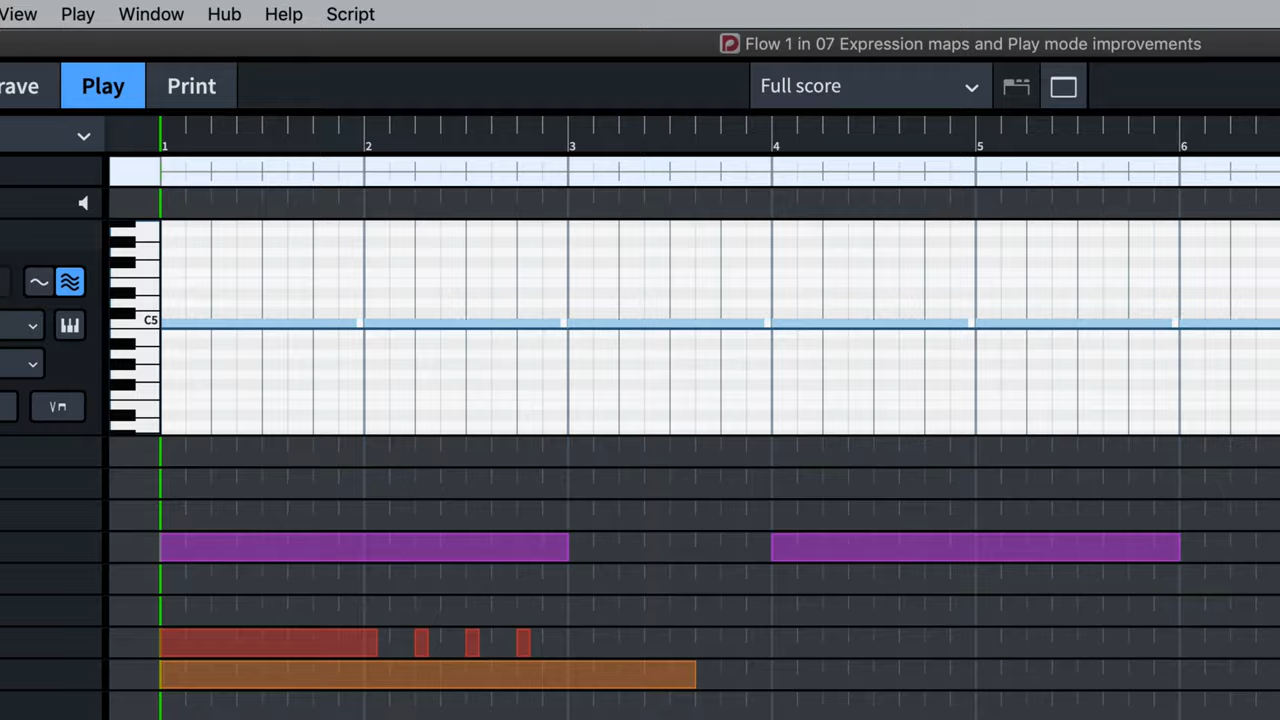 View Play Window Hub Help Script
Flow 1 in 07 Expression maps and Play mode improvements
rave Play Print Full score
1 2 3 4 5 6
C5